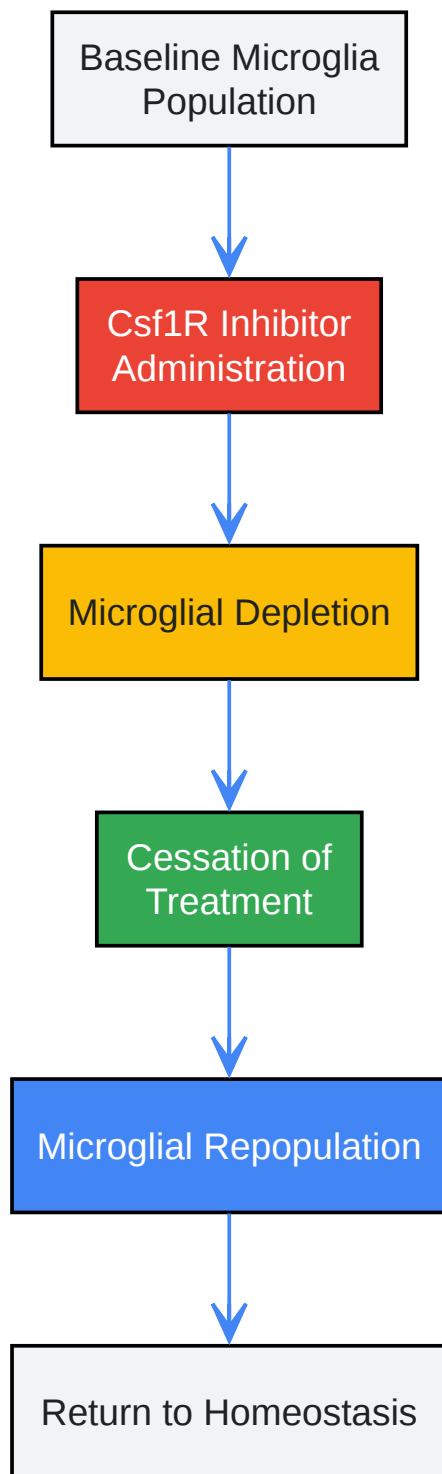 Baseline Microglia
Population
Csf1R Inhibitor
Administration
Microglial Depletion
Cessation of
Treatment
Microglial Repopulation
Return to Homeostasis